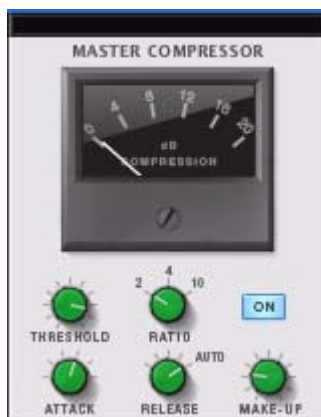 MASTER COMPRESSOR
0 4 8 12 16 20
dB
COMPRESSION
2 4 10
ON
THRESHOLD RATIO
AUTO
ATTACK RELEASE MAKE-UP